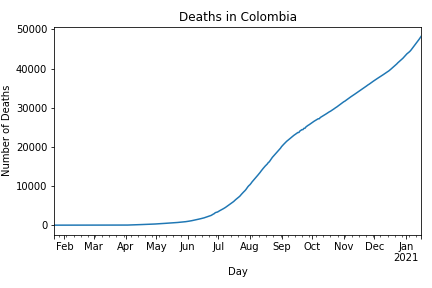 Deaths in Colombia
50000
40000
30000
20000
10000
0
Number of Deaths
Feb Mar Apr May Jun Jul Aug Sep Oct Nov Dec Jan
2021
Day